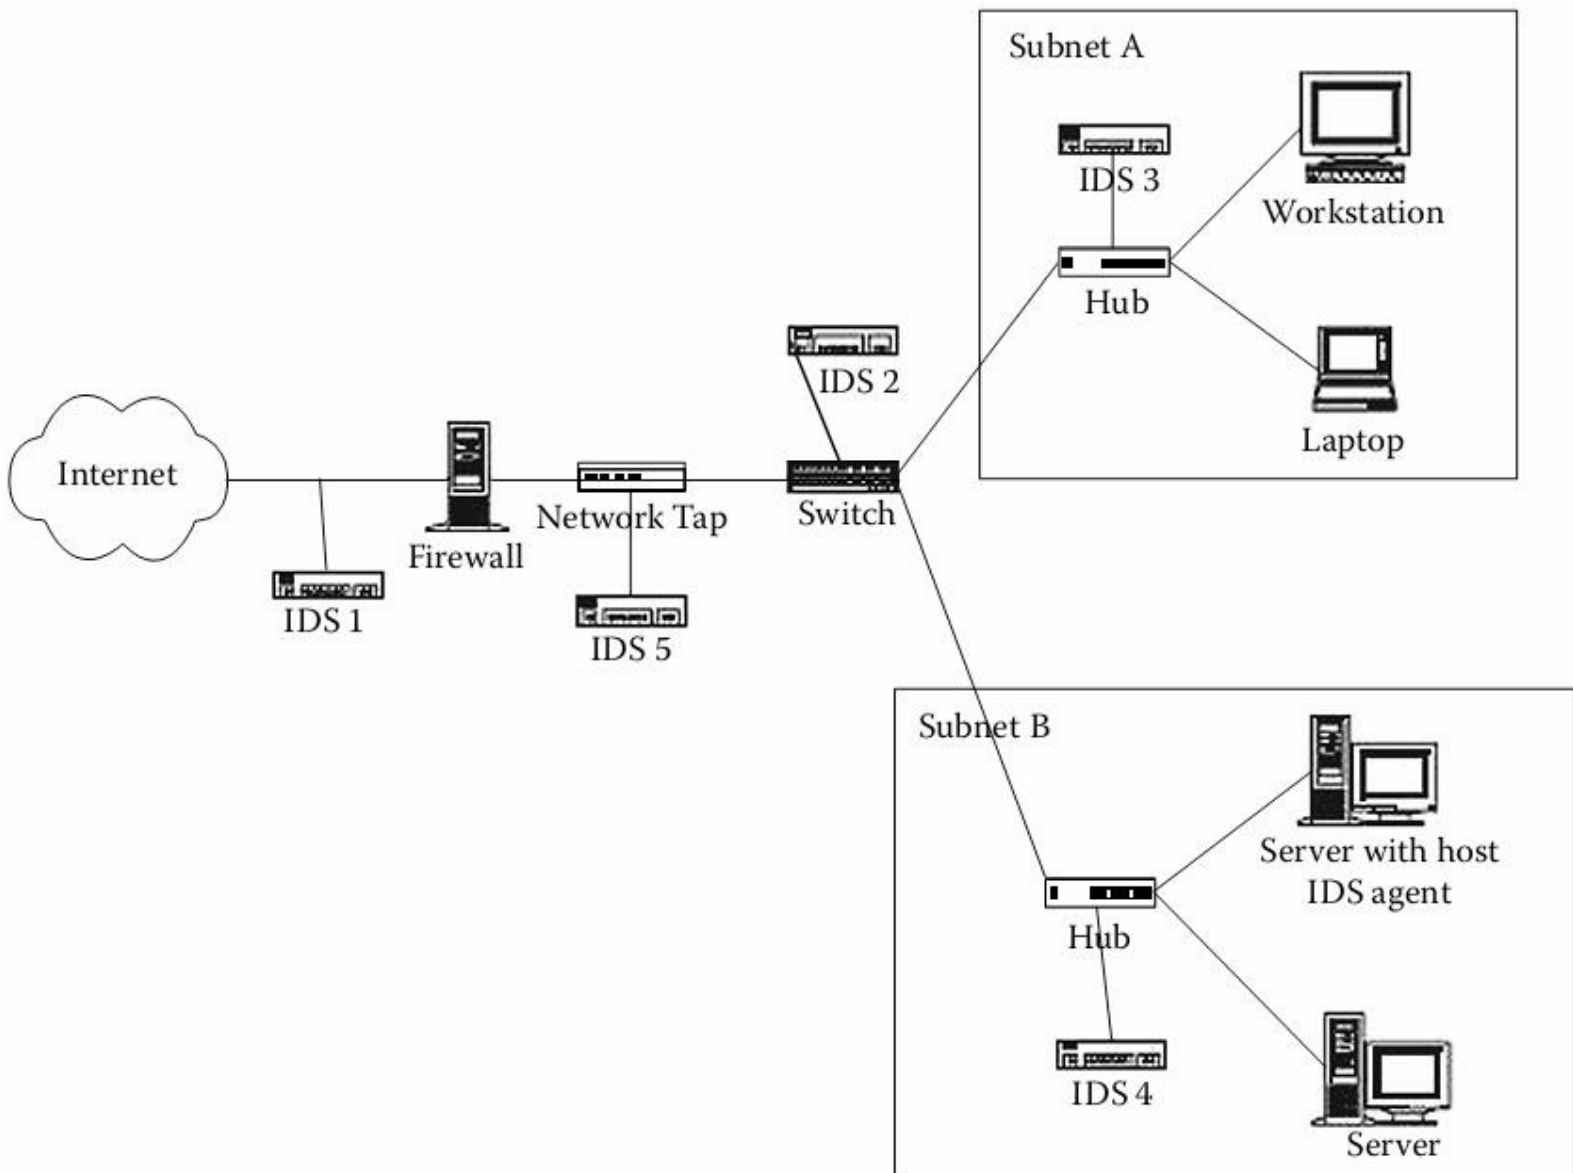 Subnet A
IDS 3
Workstation
Hub
IDS 2
Laptop
Internet
Network Tap
Switch
Firewall
IDS 1
IDS 5
Subnet B
Server with host
IDS agent
Hub
IDS 4
Server